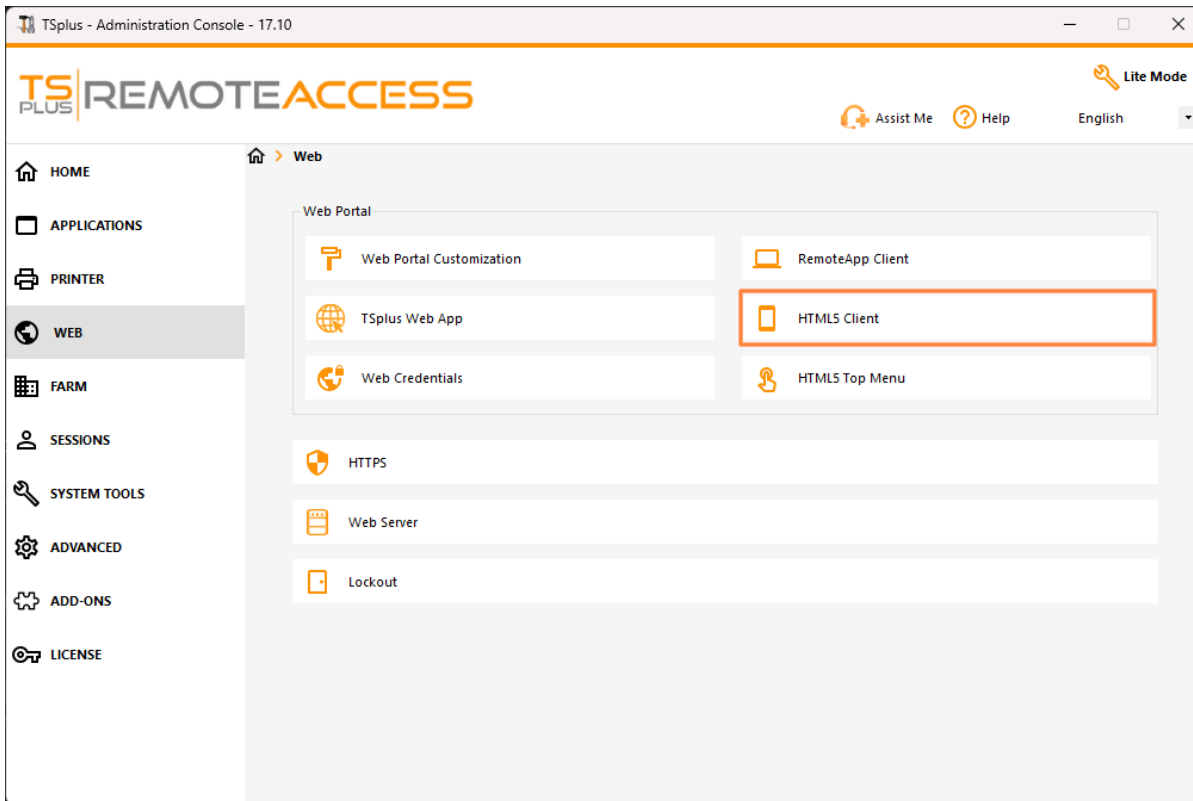 TSplus - Administration Console - 17.10
TS PLUS REMOTEACCESS
Lite Mode
Assist Me
Help
English
HOME
APPLICATIONS
PRINTER
WEB
FARM
SESSIONS
SYSTEM TOOLS
ADVANCED
ADD-ONS
LICENSE
Web
Web Portal
Web Portal Customization
RemoteApp Client
TSplus Web App
HTML5 Client
Web Credentials
HTML5 Top Menu
HTTPS
Web Server
Lockout